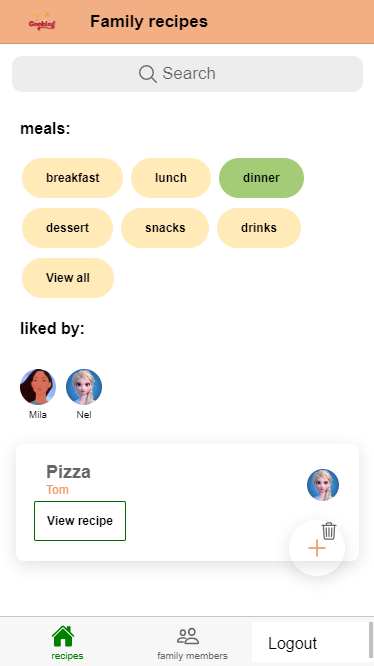 Cooking
Family recipes
Search
meals:
breakfast lunch dinner
dessert snacks drinks
View all
liked by:
Mila Nel
Pizza
Tom
View recipe
recipes family members Logout